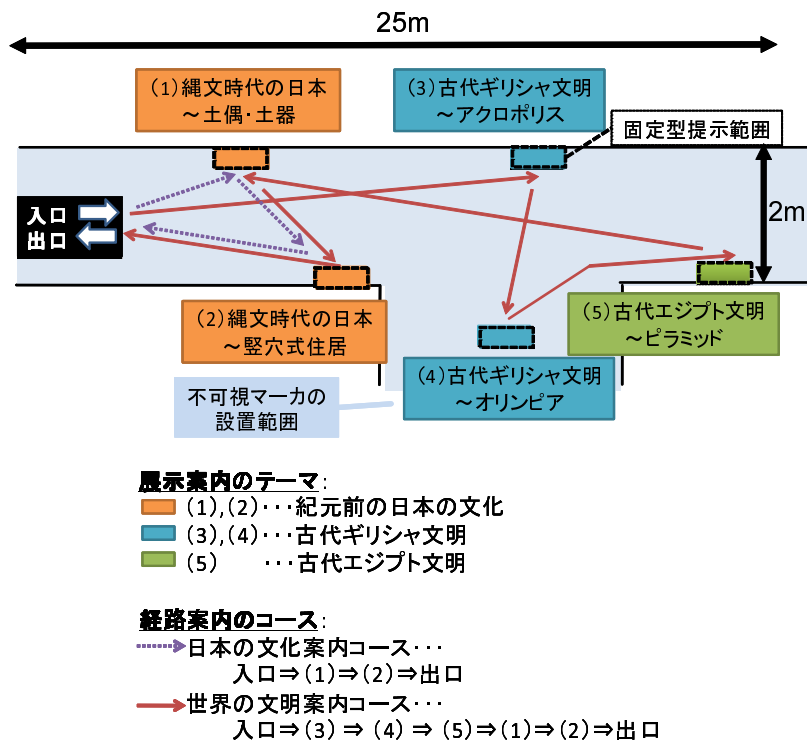 25m
(1)縄文時代の日本
～土偶・土器
(3)古代ギリシャ文明
～アクロポリス
固定型提示範囲
入口
出口
2m
(2)縄文時代の日本
～竪穴式住居
(5)古代エジプト文明
～ピラミッド
(4)古代ギリシャ文明
～オリンピア
不可視マーカの
設置範囲
展示案内のテーマ:
(1),(2)・・・紀元前の日本の文化
(3),(4)・・・古代ギリシャ文明
(5) ・・・古代エジプト文明
経路案内のコース:
日本の文化案内コース・・・
入口⇒(1)⇒(2)⇒出口
世界の文明案内コース・・・
入口⇒(3)⇒(4)⇒(5)⇒(1)⇒(2)⇒出口